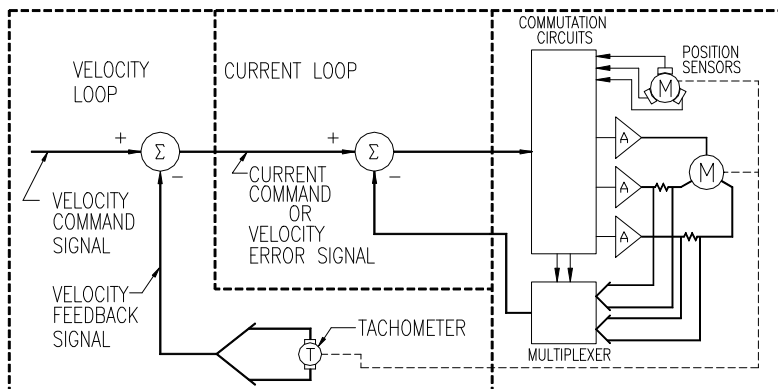 COMMUTATION
CIRCUITS
VELOCITY
LOOP
CURRENT LOOP
POSITION
SENSORS
M
+
Σ
−
+
Σ
−
A
A
A
M
VELOCITY
COMMAND
SIGNAL
CURRENT
COMMAND
OR
VELOCITY
ERROR SIGNAL
VELOCITY
FEEDBACK
SIGNAL
TACHOMETER
T
MULTIPLEXER